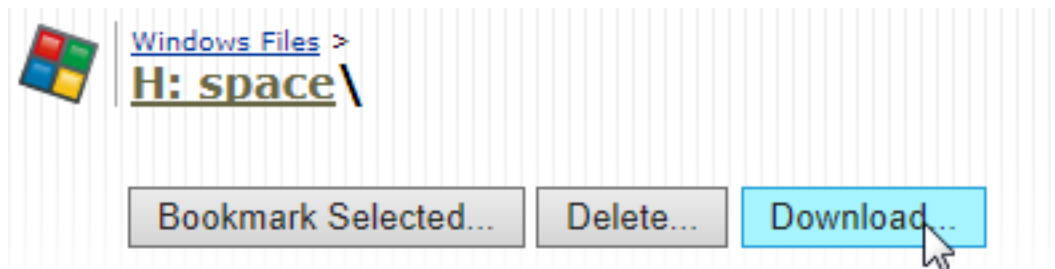 Windows Files >
H: space\
Bookmark Selected... Delete... Download...